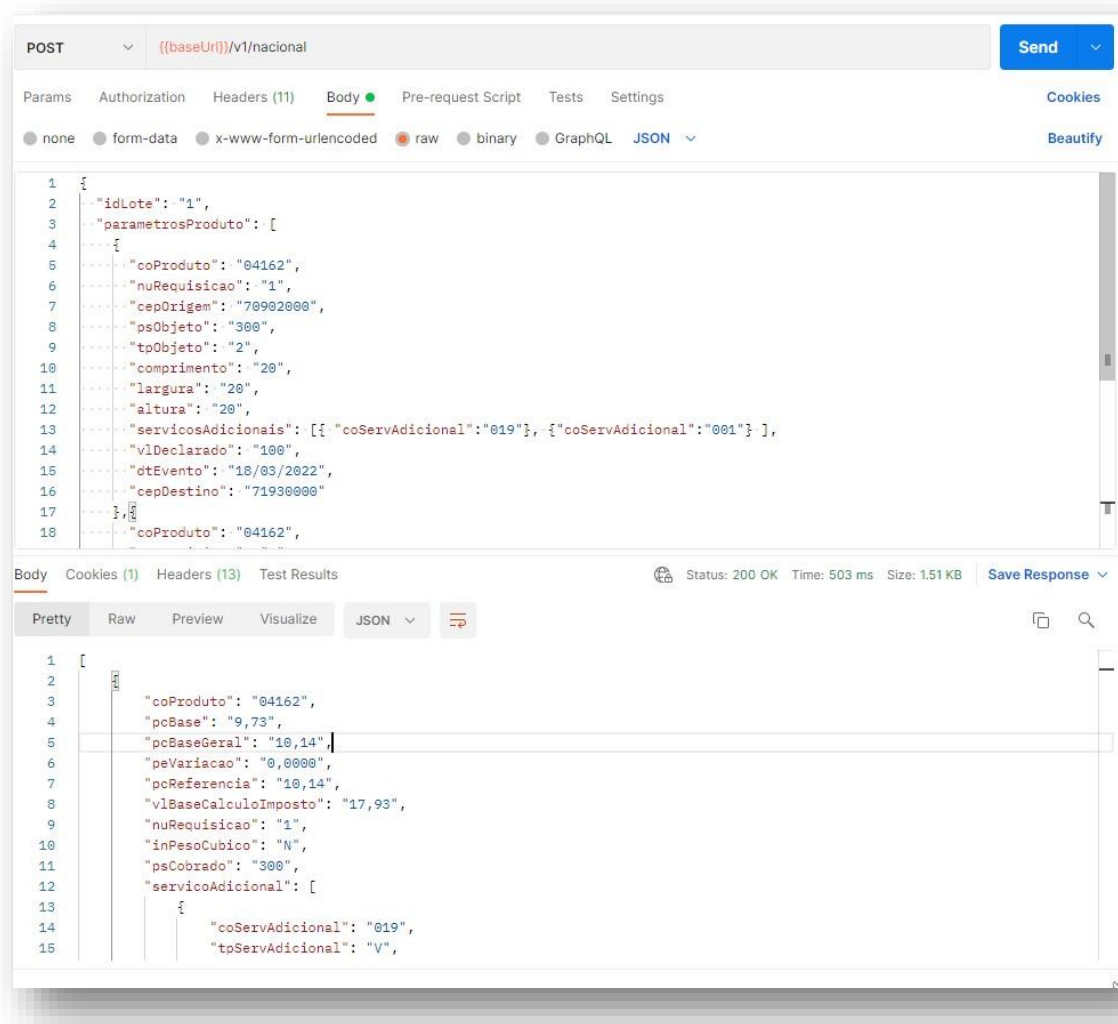 POST {{baseUrl}}/v1/nacional Send
Params Authorization Headers (11) Body Pre-request Script Tests Settings Cookies
none form-data x-www-form-urlencoded raw binary GraphQL JSON Beautify
1 {
2 "idLote": "1",
3 "parametrosProduto": [
4 {
5 "coProduto": "04162",
6 "nuRequisicao": "1",
7 "cepOrigem": "70902000",
8 "psObjeto": "300",
9 "tpObjeto": "2",
10 "comprimento": "20",
11 "largura": "20",
12 "altura": "20",
13 "servicosAdicionais": [{ "coServAdicional":"019"}, {"coServAdicional":"001"} ],
14 "vlDeclarado": "100",
15 "dtEvento": "18/03/2022",
16 "cepDestino": "71930000"
17 },{
18 "coProduto": "04162",
Body Cookies (1) Headers (13) Test Results Status: 200 OK Time: 503 ms Size: 1.51 KB Save Response
Pretty Raw Preview Visualize JSON
1 [
2 {
3 "coProduto": "04162",
4 "pcBase": "9,73",
5 "pcBaseGeral": "10,14",
6 "peVariacao": "0,0000",
7 "pcReferencia": "10,14",
8 "vlBaseCalculoImposto": "17,93",
9 "nuRequisicao": "1",
10 "inPesoCubico": "N",
11 "psCobrado": "300",
12 "servicoAdicional": [
13 {
14 "coServAdicional": "019",
15 "tpServAdicional": "V",